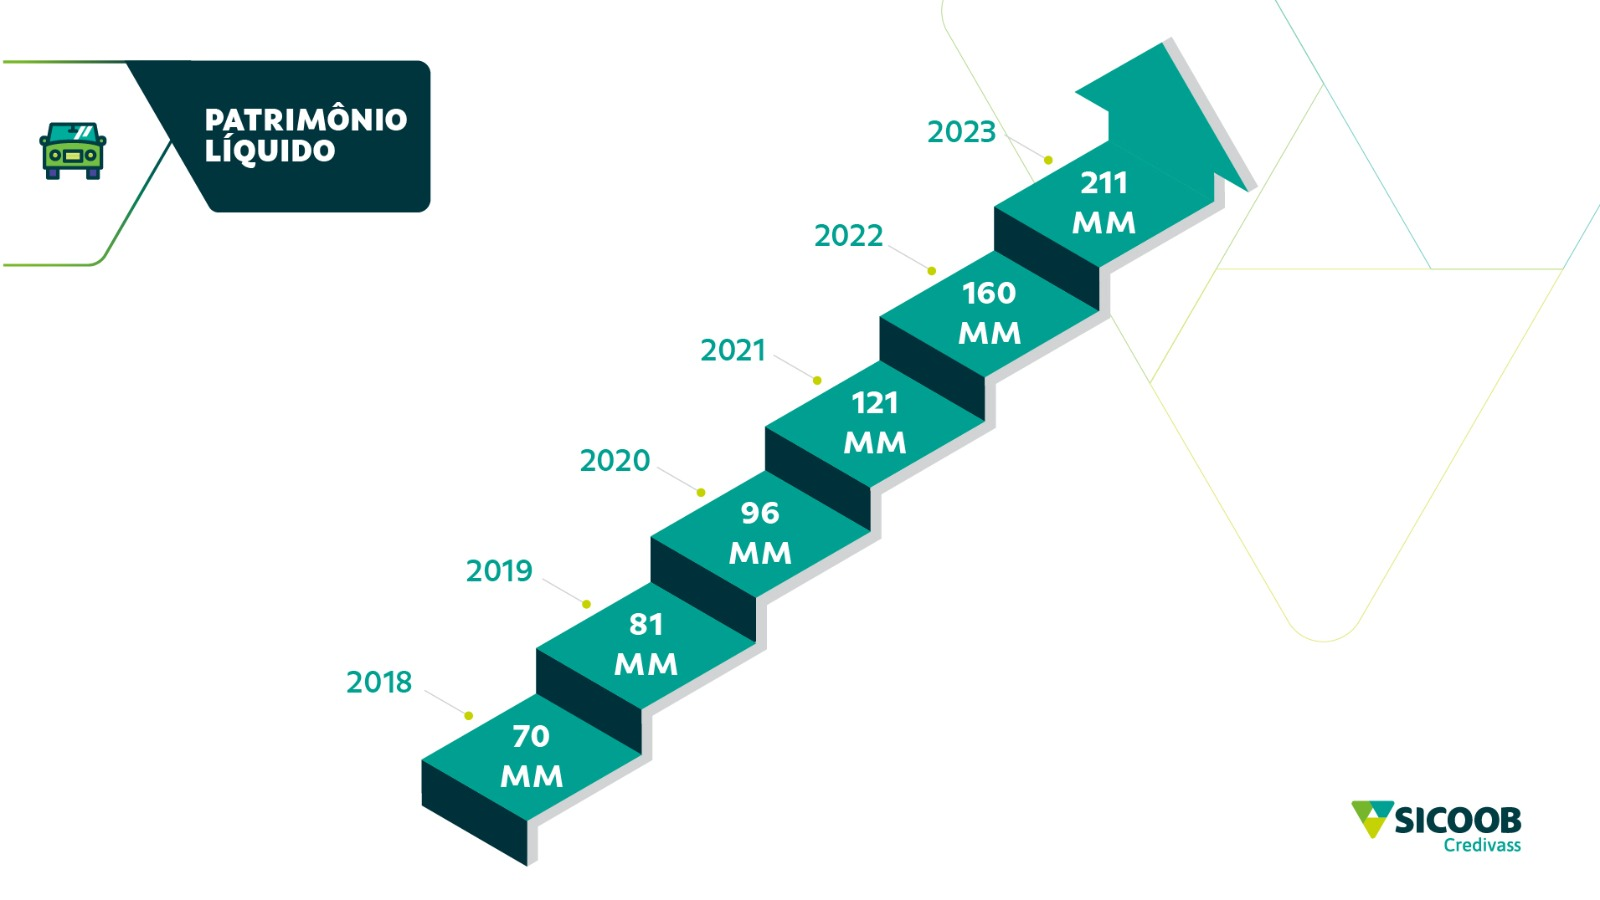 PATRIMÔNIO
LÍQUIDO
2023
211
MM
2022
160
MM
2021
121
MM
2020
96
MM
2019
81
MM
2018
70
MM
SICOOB
Credivass